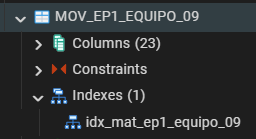 MOV_EP1_EQUIPO_09
Columns (23)
Constraints
Indexes (1)
idx_mat_ep1_equipo_09